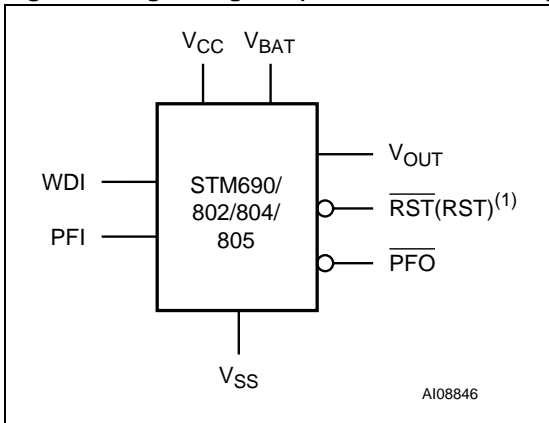 VCC VBAT
VOUT
WDI
STM690/
802/804/
805
RST(RST)(1)
PFI
PFO
VSS
AI08846